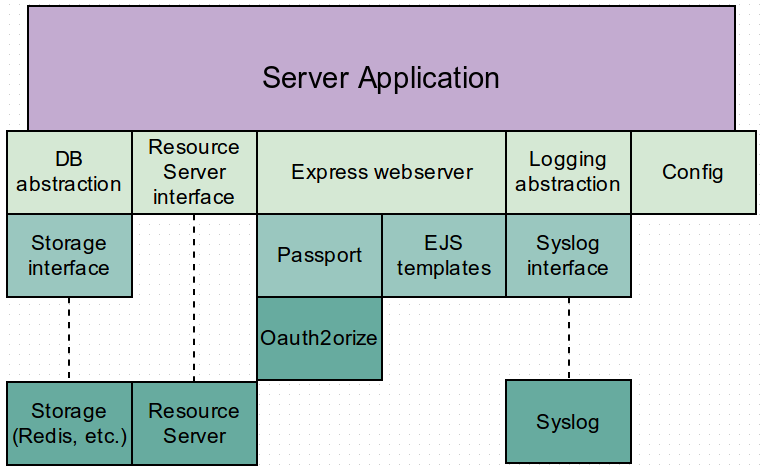 Server Application
DB
abstraction
Resource
Server
interface
Express webserver
Logging
abstraction
Config
Storage
interface
Passport
EJS
templates
Syslog
interface
Oauth2orize
Storage
(Redis, etc.)
Resource
Server
Syslog